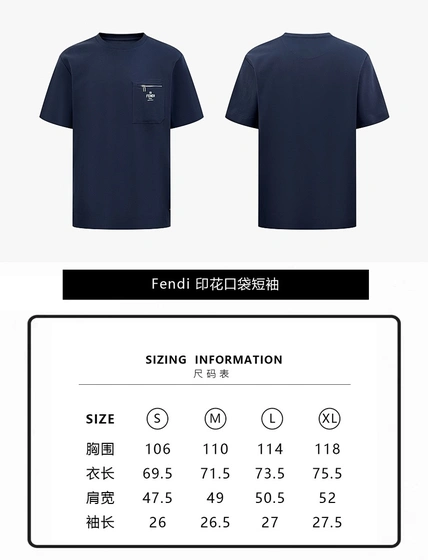 FENDI
Fendi 印花口袋短袖
SIZING INFORMATION
尺码表
SIZE S M L XL
胸围 106 110 114 118
衣长 69.5 71.5 73.5 75.5
肩宽 47.5 49 50.5 52
袖长 26 26.5 27 27.5